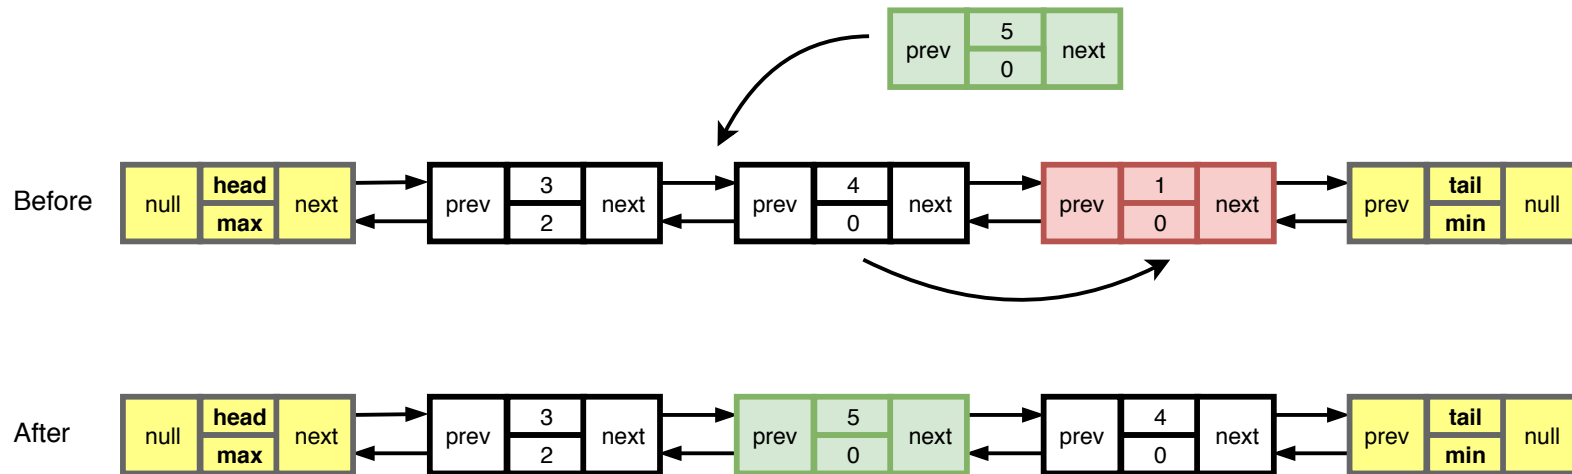 5
prev next
0
head 3 4 1 tail
Before null next prev next prev next prev next prev null
max 2 0 0 min
head 3 5 4 tail
After null next prev next prev next prev next prev null
max 2 0 0 min